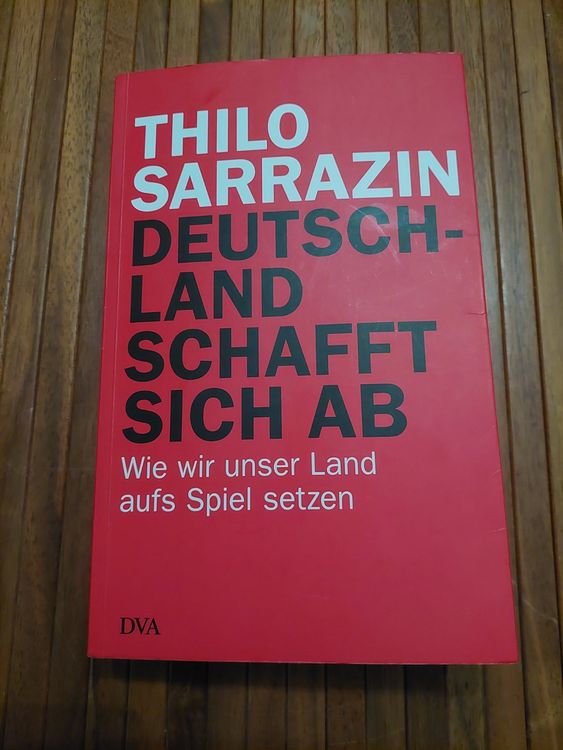 THILO
SARRAZIN
DEUTSCH-
LAND
SCHAFFT
SICH AB
Wie wir unser Land
aufs Spiel setzen
DVA